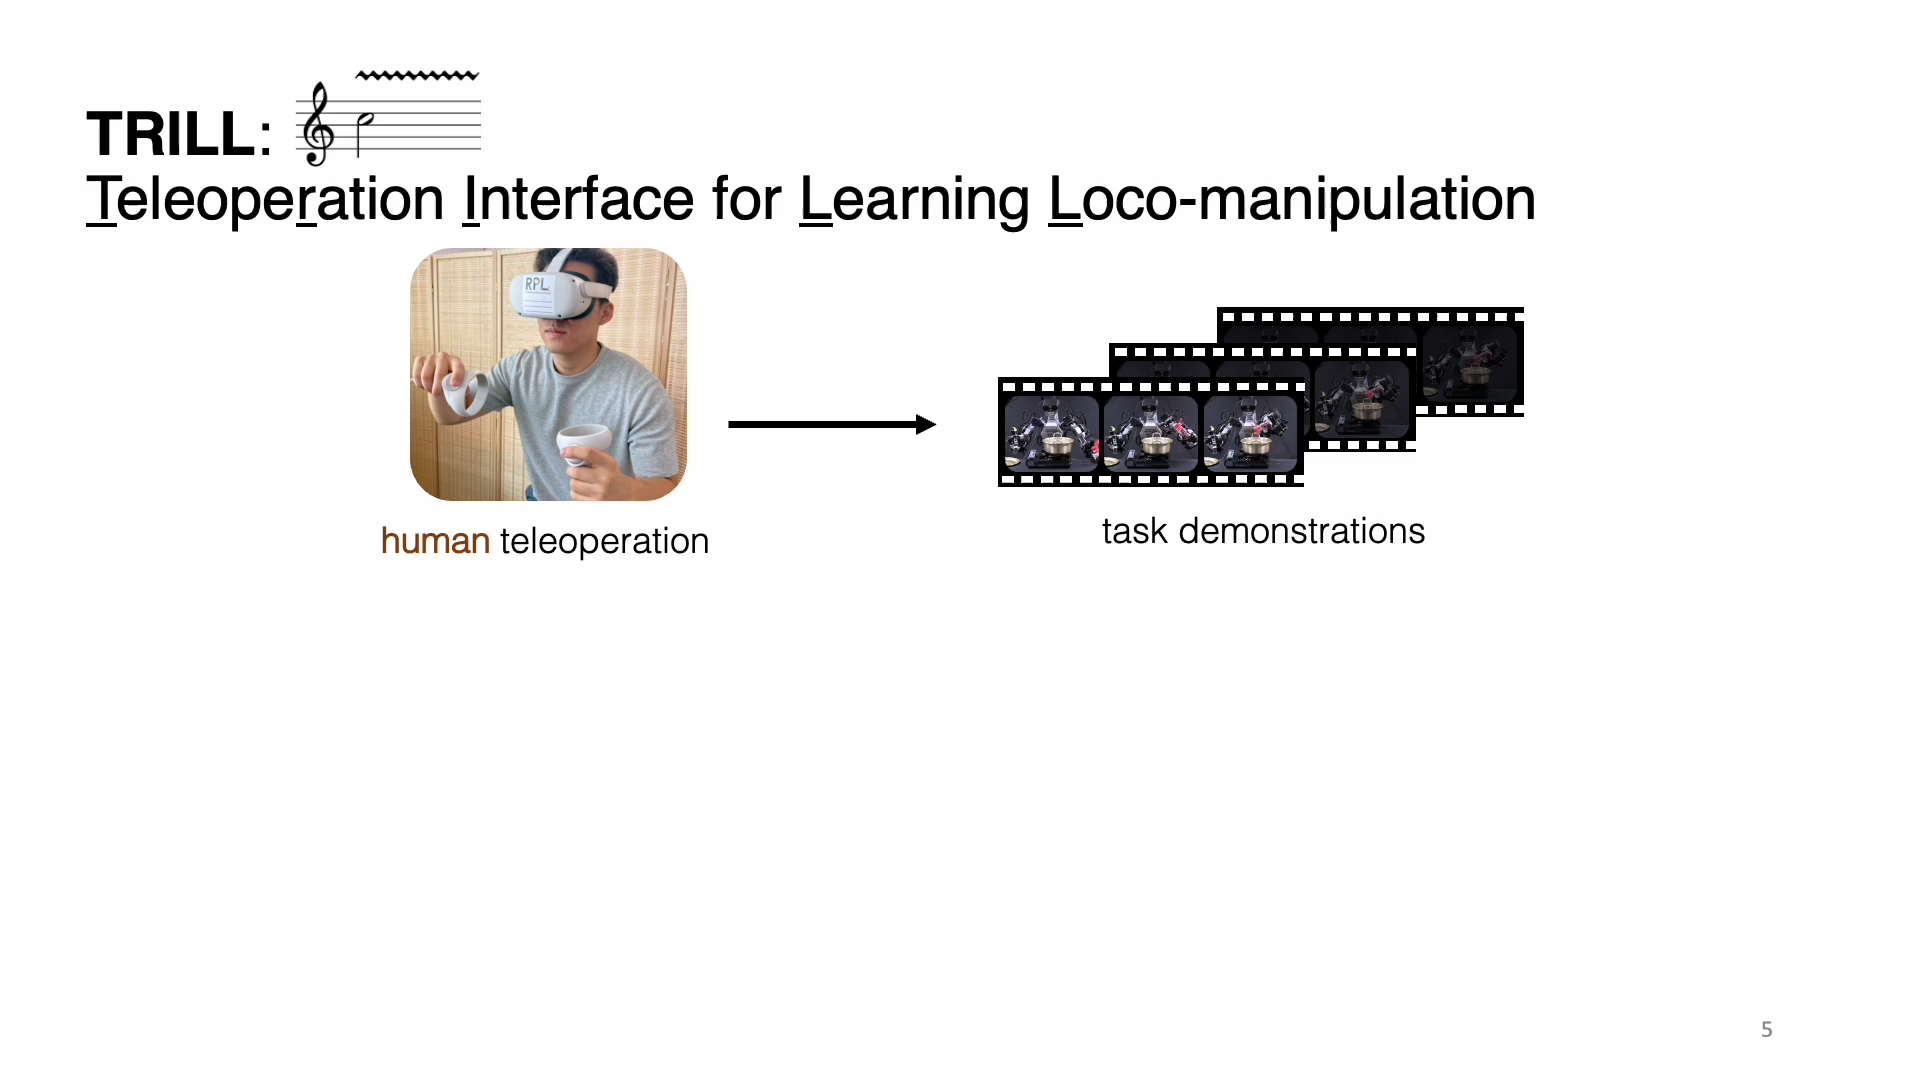 TRILL:
Teleoperation Interface for Learning Loco-manipulation
RPL
human teleoperation
task demonstrations
5